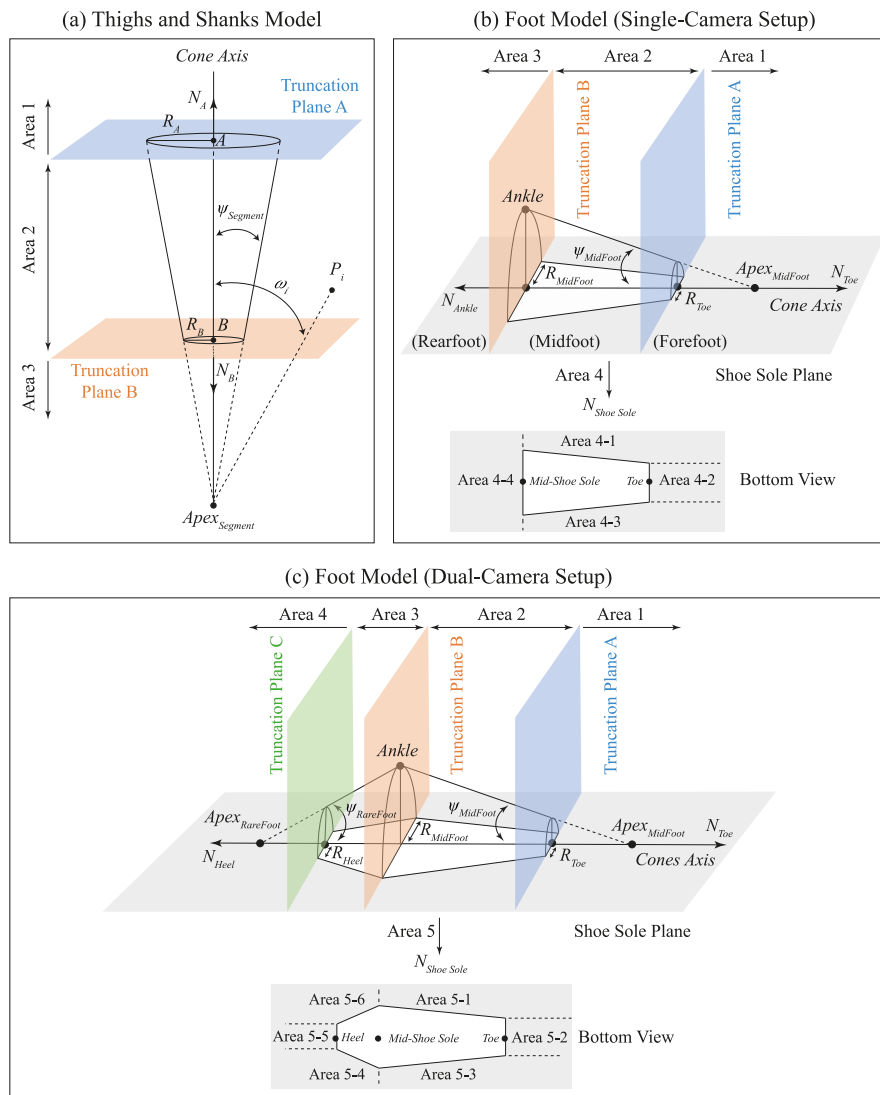 (a) Thighs and Shanks Model
Cone Axis
N_A
Truncation
Plane A
Area 1
R_A
A
Area 2
ψ_Segment
P_i
ω_i
R_B
B
Truncation
Plane B
N_B
Area 3
Apex_Segment
(b) Foot Model (Single-Camera Setup)
Area 3
Area 2
Area 1
Truncation Plane B
Truncation Plane A
Ankle
ψ_MidFoot
R_MidFoot
Apex_MidFoot
N_Toe
N_Ankle
R_Toe
Cone Axis
(Rearfoot)
(Midfoot)
(Forefoot)
Area 4
Shoe Sole Plane
N_Shoe Sole
Area 4-1
Area 4-4
Mid-Shoe Sole
Toe
Area 4-2
Bottom View
Area 4-3
(c) Foot Model (Dual-Camera Setup)
Area 4
Area 3
Area 2
Area 1
Truncation Plane C
Truncation Plane B
Truncation Plane A
Ankle
Apex_RareFoot
ψ_RareFoot
ψ_MidFoot
R_MidFoot
Apex_MidFoot
N_Toe
N_Heel
R_Heel
R_Toe
Cones Axis
Area 5
Shoe Sole Plane
N_Shoe Sole
Area 5-6
Area 5-1
Area 5-5
Heel
Mid-Shoe Sole
Toe
Area 5-2
Bottom View
Area 5-4
Area 5-3